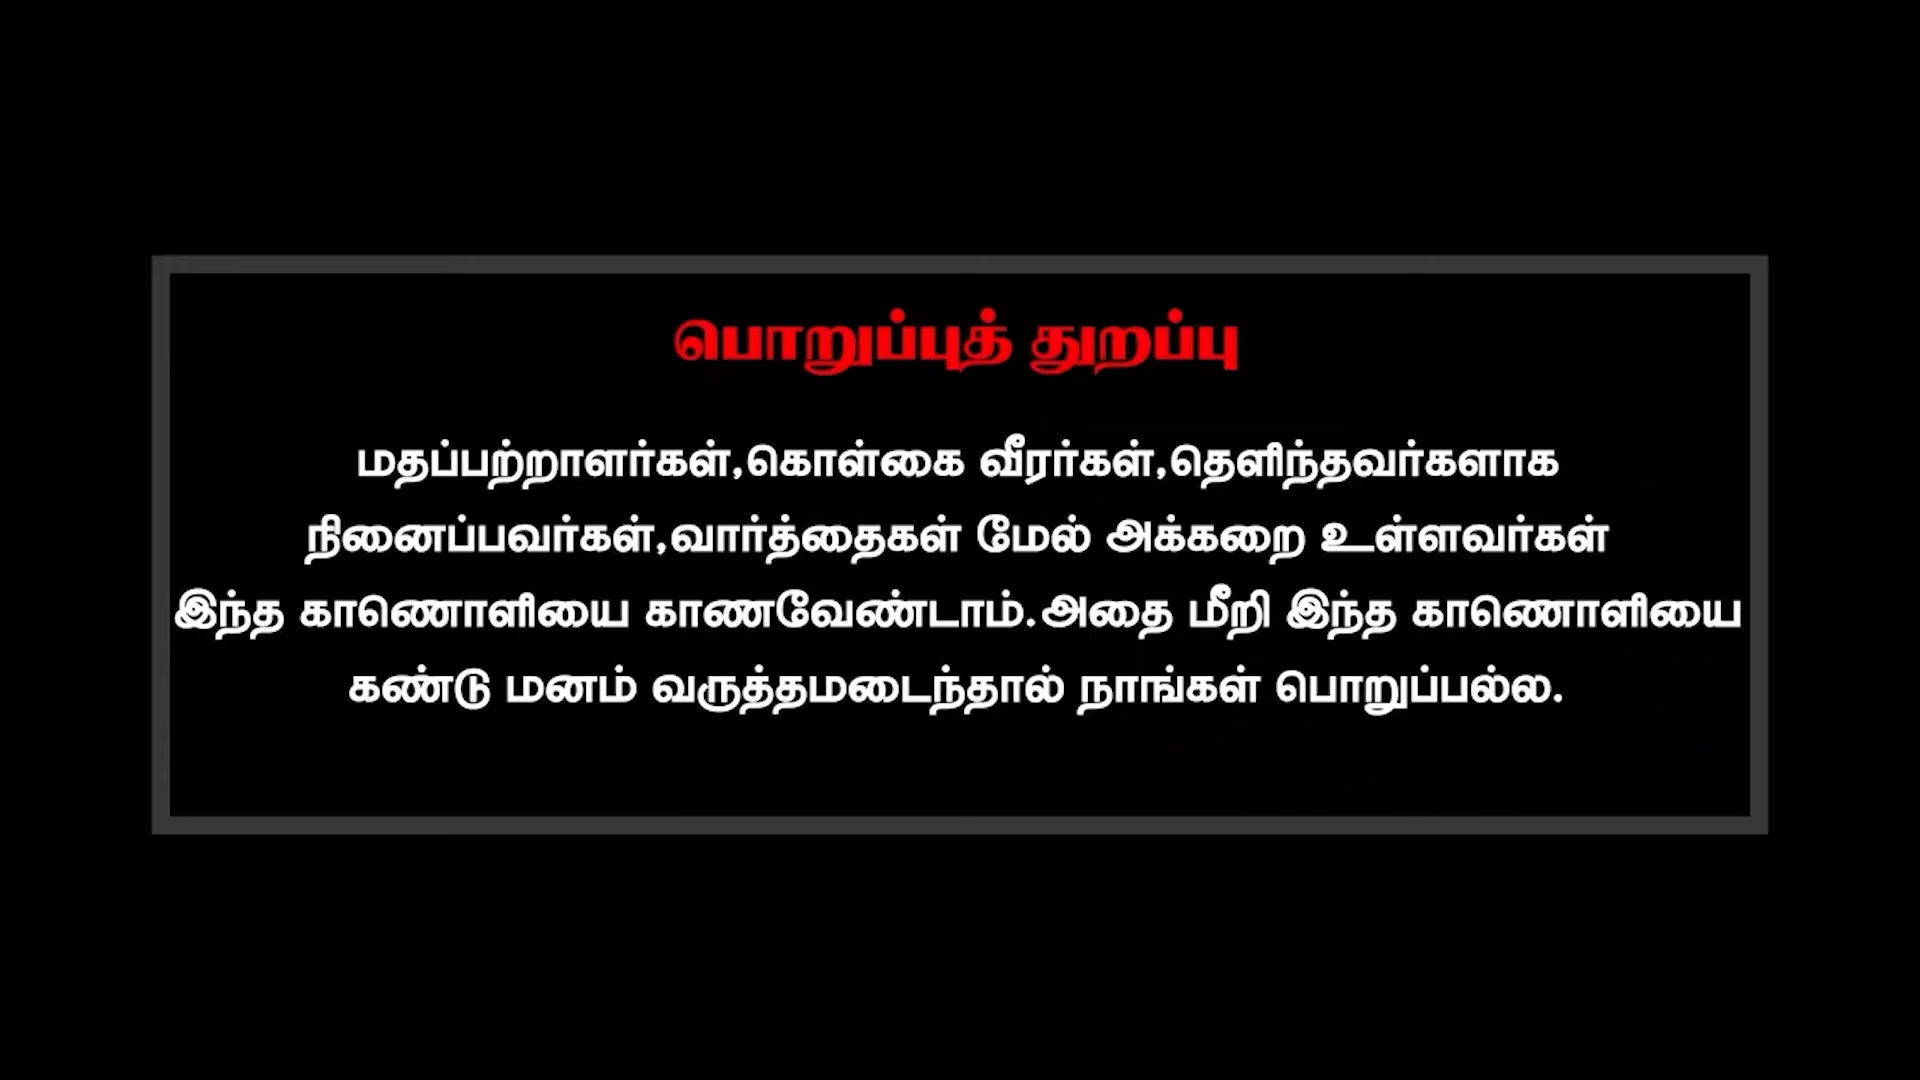 பொறுப்புத் துறப்பு
மதப்பற்றாளர்கள்,கொள்கை வீரர்கள்,தெளிந்தவர்களாக
நினைப்பவர்கள்,வார்த்தைகள் மேல் அக்கறை உள்ளவர்கள்
இந்த காணொளியை காணவேண்டாம்.அதை மீறி இந்த காணொளியை
கண்டு மனம் வருத்தமடைந்தால் நாங்கள் பொறுப்பல்ல.